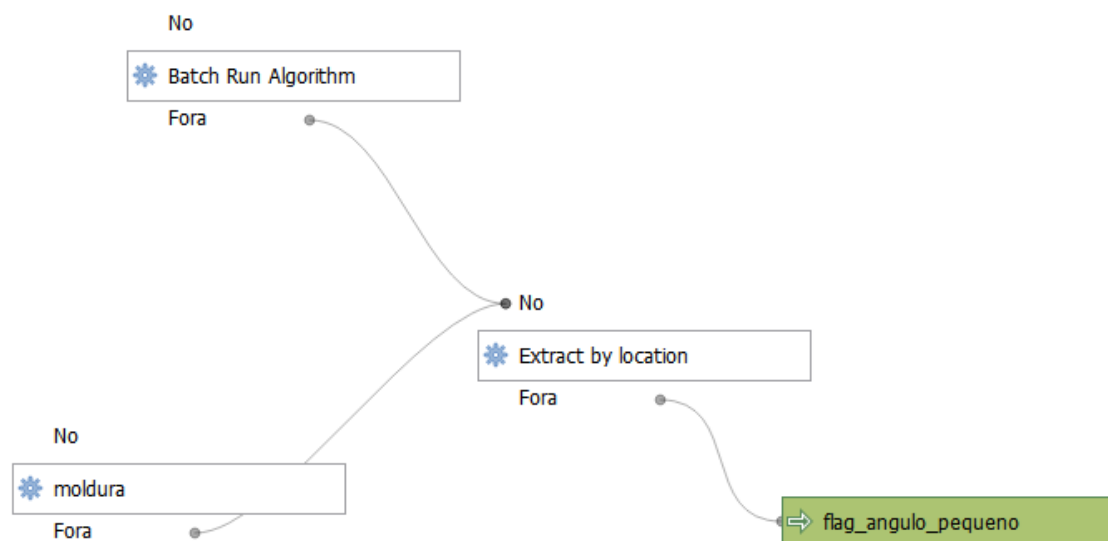 No
Batch Run Algorithm
Fora
No
Extract by location
Fora
No
moldura
Fora
flag_angulo_pequeno